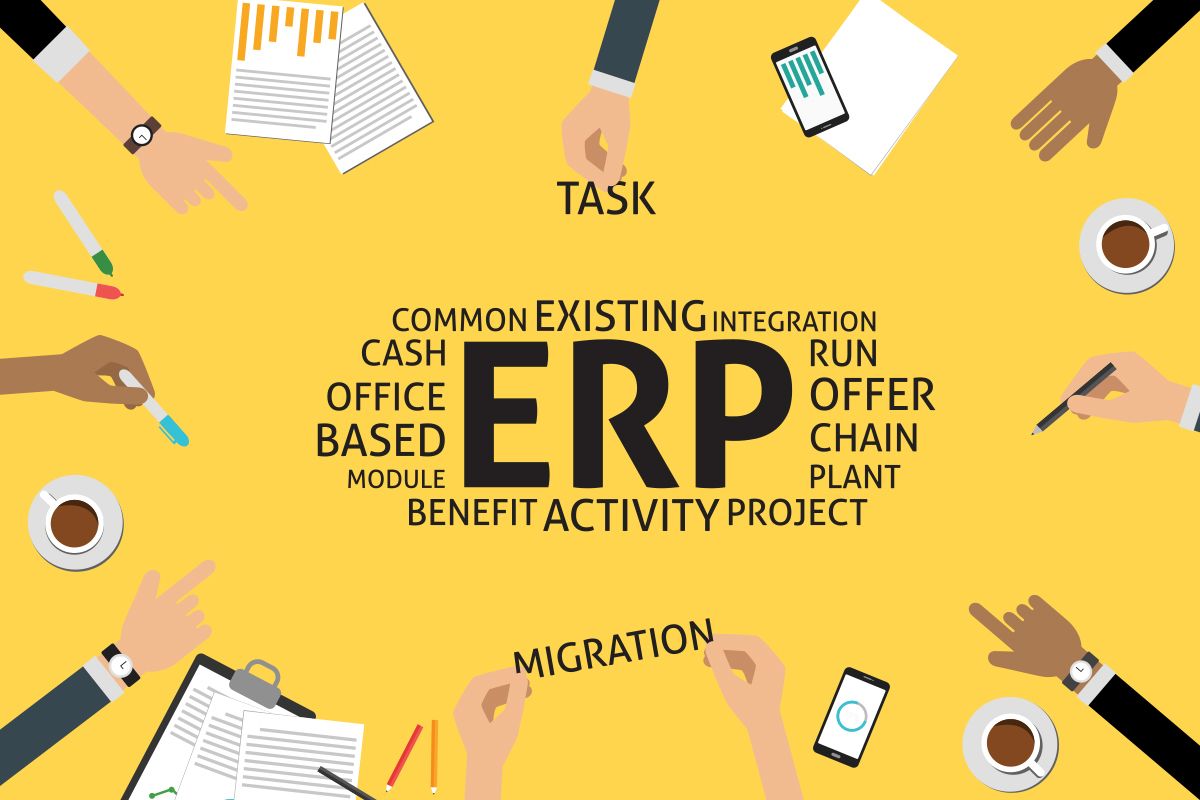 TASK
COMMON EXISTING INTEGRATION
CASH
OFFICE
BASED
MODULE
ERP
RUN
OFFER
CHAIN
PLANT
BENEFIT ACTIVITY PROJECT
MIGRATION